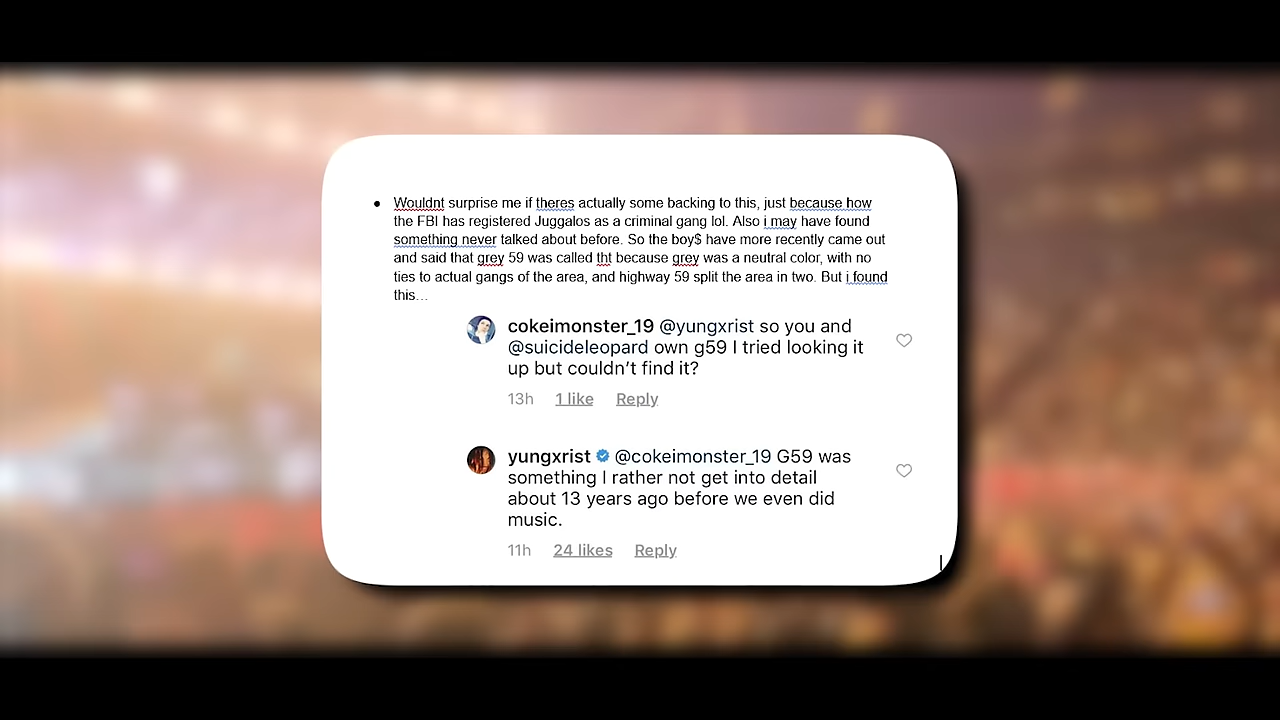 • Wouldnt surprise me if theres actually some backing to this, just because how
the FBI has registered Juggalos as a criminal gang lol. Also i may have found
something never talked about before. So the boy$ have more recently came out
and said that grey 59 was called tht because grey was a neutral color, with no
ties to actual gangs of the area, and highway 59 split the area in two. But i found
this...
cokeimonster_19 @yungxrist so you and
@suicideleopard own g59 I tried looking it
up but couldn't find it?
13h 1 like Reply
yungxrist @cokeimonster_19 G59 was
something I rather not get into detail
about 13 years ago before we even did
music.
11h 24 likes Reply